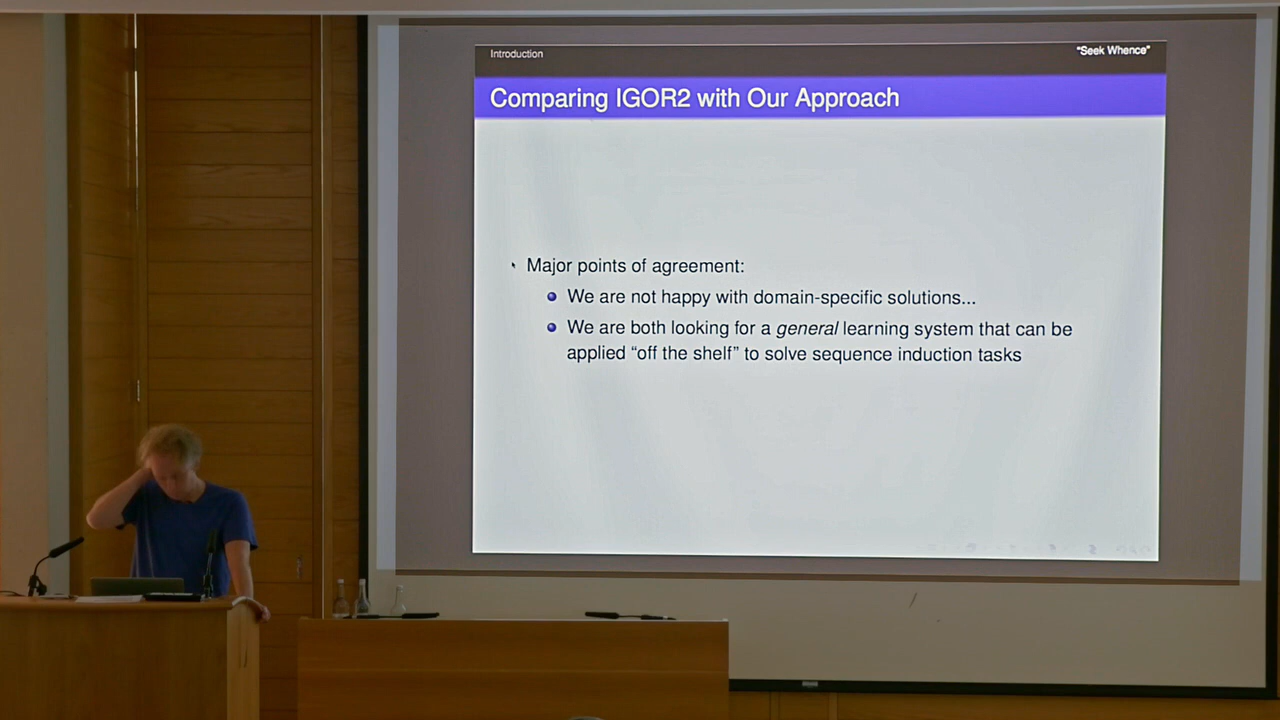 Introduction
"Seek Whence"
Comparing IGOR2 with Our Approach
Major points of agreement:
We are not happy with domain-specific solutions...
We are both looking for a general learning system that can be
applied “off the shelf” to solve sequence induction tasks